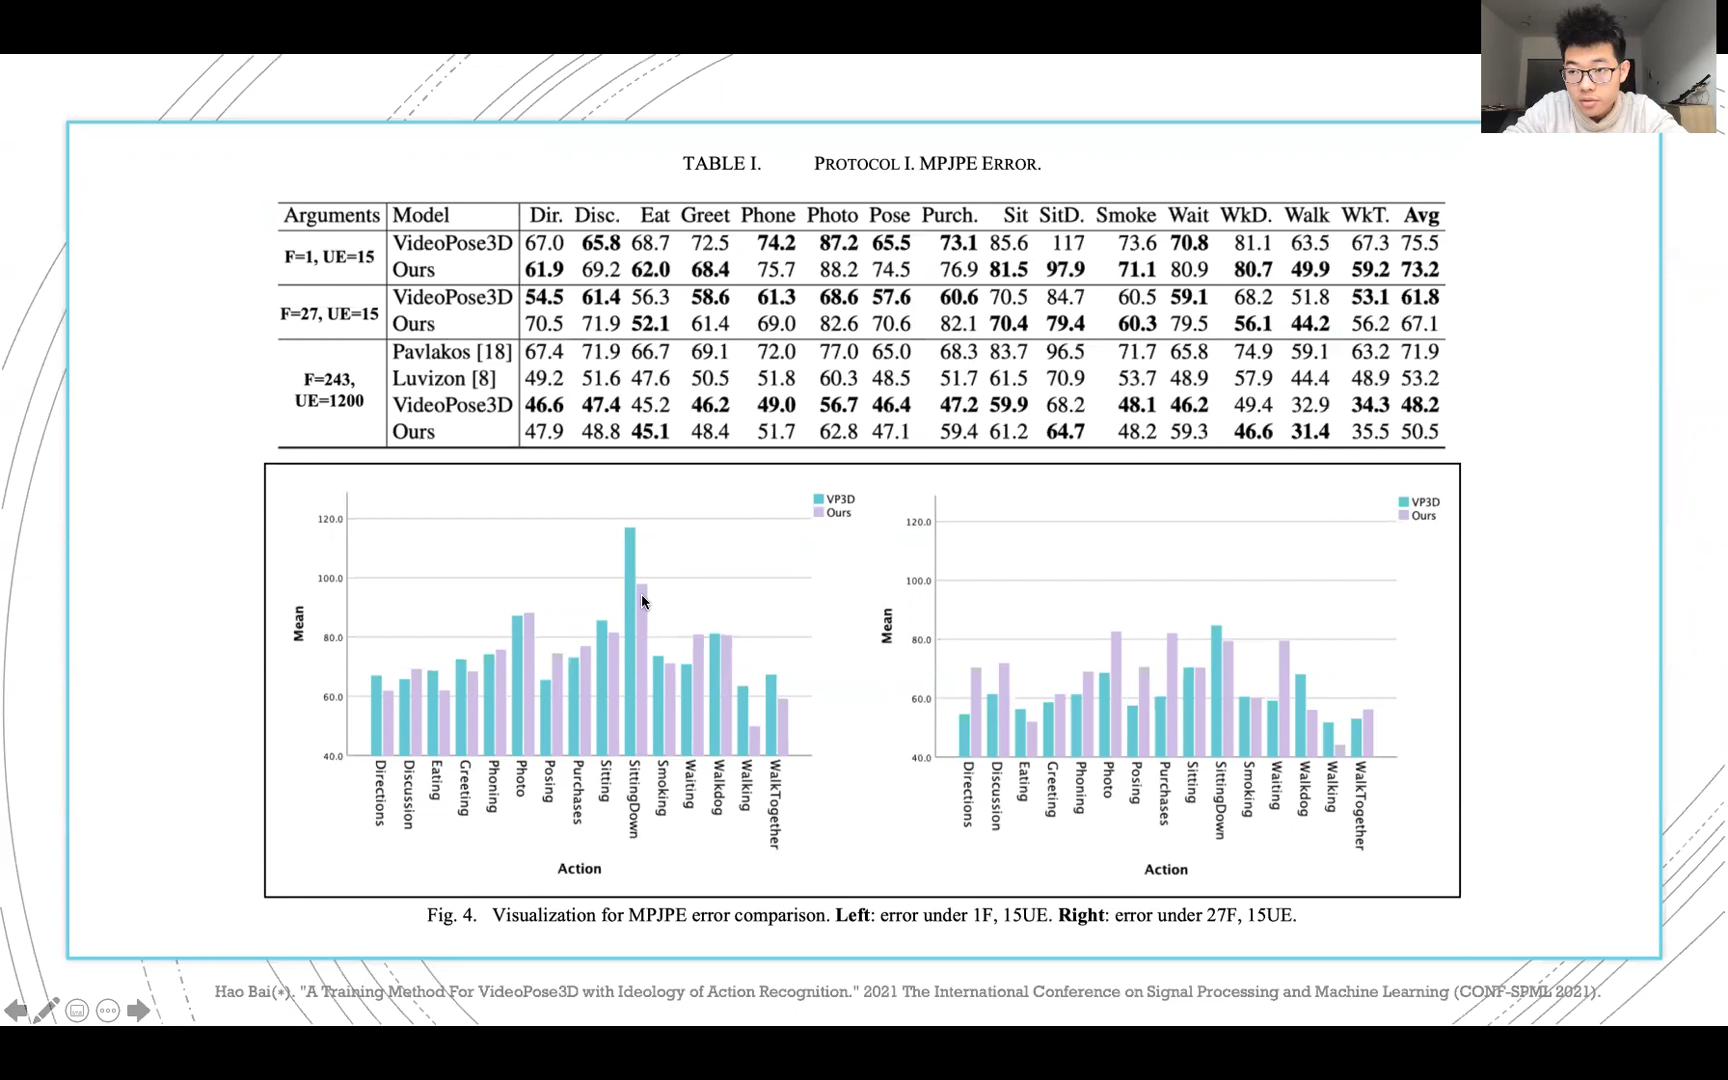 TABLE I. PROTOCOL I. MPJPE ERROR.
Arguments Model Dir. Disc. Eat Greet Phone Photo Pose Purch. Sit SitD. Smoke Wait WkD. Walk WkT. Avg
F=1, UE=15 VideoPose3D 67.0 65.8 68.7 72.5 74.2 87.2 65.5 73.1 85.6 117 73.6 70.8 81.1 63.5 67.3 75.5
Ours 61.9 69.2 62.0 68.4 75.7 88.2 74.5 76.9 81.5 97.9 71.1 80.9 80.7 49.9 59.2 73.2
F=27, UE=15 VideoPose3D 54.5 61.4 56.3 58.6 61.3 68.6 57.6 60.6 70.5 84.7 60.5 59.1 68.2 51.8 53.1 61.8
Ours 70.5 71.9 52.1 61.4 69.0 82.6 70.6 82.1 70.4 79.4 60.3 79.5 56.1 44.2 56.2 67.1
F=243, UE=1200 Pavlakos [18] 67.4 71.9 66.7 69.1 72.0 77.0 65.0 68.3 83.7 96.5 71.7 65.8 74.9 59.1 63.2 71.9
Luvizon [8] 49.2 51.6 47.6 50.5 51.8 60.3 48.5 51.7 61.5 70.9 53.7 48.9 57.9 44.4 48.9 53.2
VideoPose3D 46.6 47.4 45.2 46.2 49.0 56.7 46.4 47.2 59.9 68.2 48.1 46.2 49.4 32.9 34.3 48.2
Ours 47.9 48.8 45.1 48.4 51.7 62.8 47.1 59.4 61.2 64.7 48.2 59.3 46.6 31.4 35.5 50.5
VP3D
Ours
120.0
100.0
80.0
60.0
40.0
Mean
Directions
Discussion
Eating
Greeting
Phoning
Photo
Posing
Purchases
Sitting
SittingDown
Smoking
Waiting
Walkdog
Walking
WalkTogether
Action
VP3D
Ours
120.0
100.0
80.0
60.0
40.0
Mean
Directions
Discussion
Eating
Greeting
Phoning
Photo
Posing
Purchases
Sitting
SittingDown
Smoking
Waiting
Walkdog
Walking
WalkTogether
Action
Fig. 4. Visualization for MPJPE error comparison. Left: error under 1F, 15UE. Right: error under 27F, 15UE.
Hao Bai(*). "A Training Method For VideoPose3D with Ideology of Action Recognition." 2021 The International Conference on Signal Processing and Machine Learning (CONF-SPML 2021).